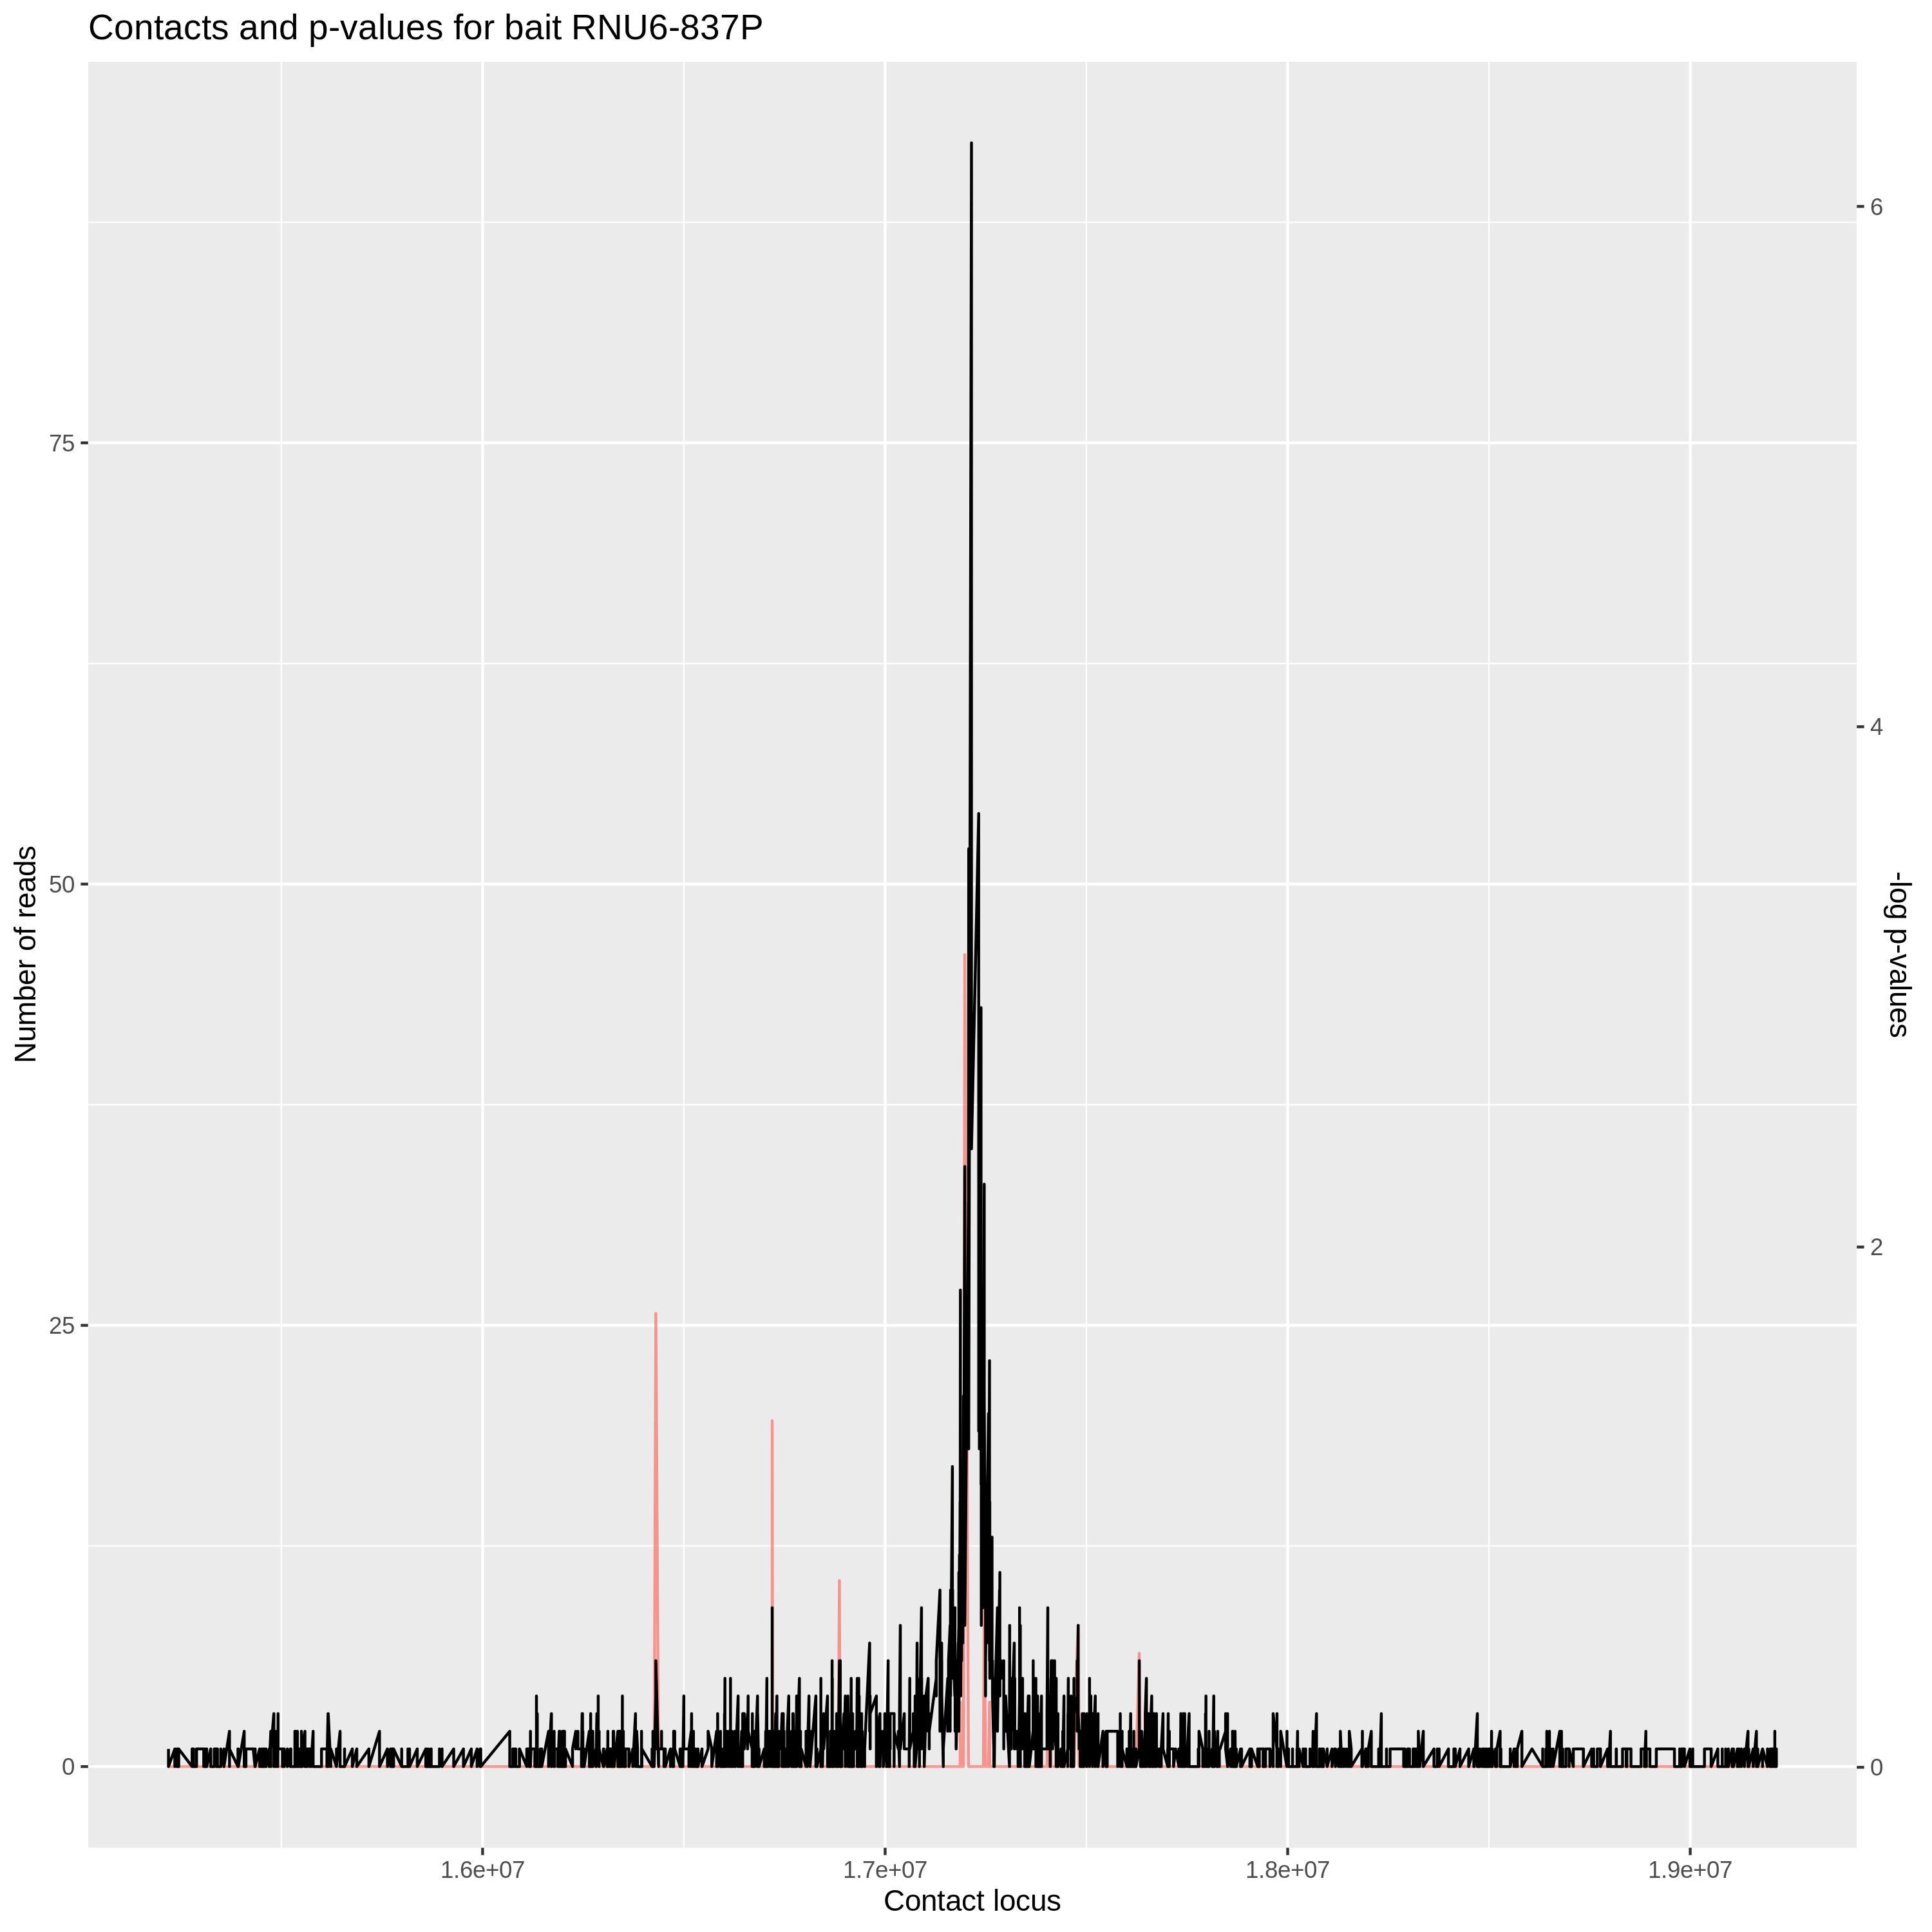 Contacts and p-values for bait RNU6-837P
75
50
25
0
6
4
2
0
Number of reads
-log p-values
1.6e+07
1.7e+07
1.8e+07
1.9e+07
Contact locus